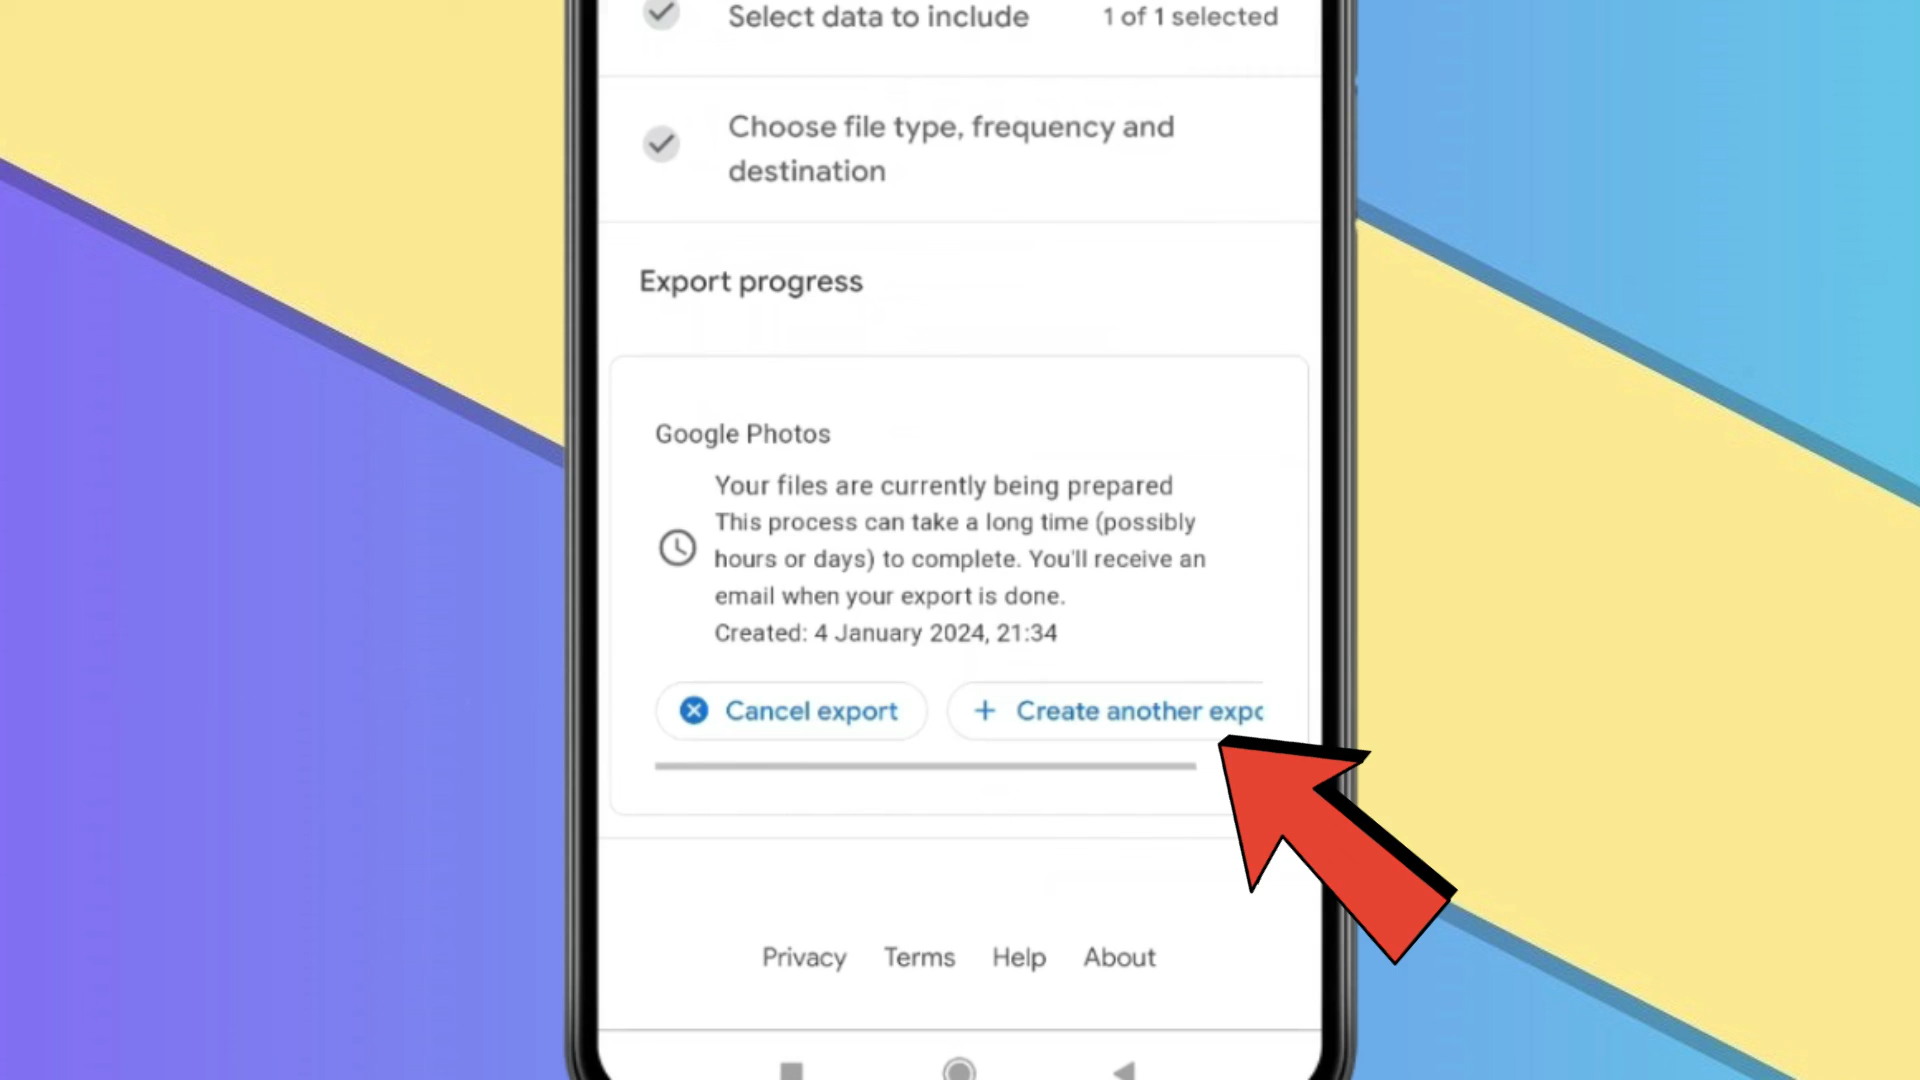 Select data to include 1 of 1 selected
Choose file type, frequency and
destination
Export progress
Google Photos
Your files are currently being prepared
This process can take a long time (possibly
hours or days) to complete. You'll receive an
email when your export is done.
Created: 4 January 2024, 21:34
Cancel export + Create another expo
Privacy Terms Help About